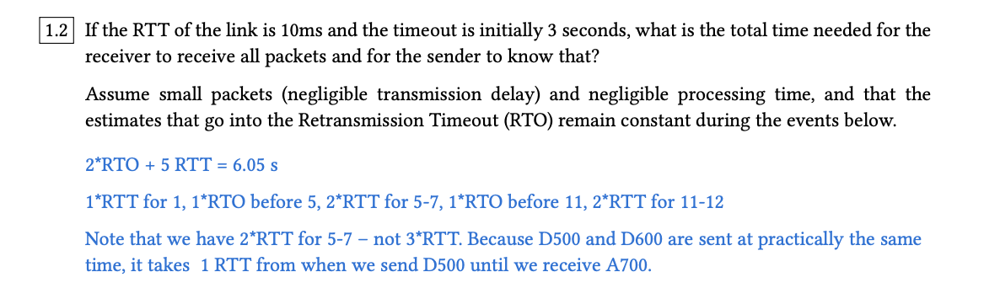 1.2 If the RTT of the link is 10ms and the timeout is initially 3 seconds, what is the total time needed for the
receiver to receive all packets and for the sender to know that?
Assume small packets (negligible transmission delay) and negligible processing time, and that the
estimates that go into the Retransmission Timeout (RTO) remain constant during the events below.
2*RTO + 5 RTT = 6.05 s
1*RTT for 1, 1*RTO before 5, 2*RTT for 5-7, 1*RTO before 11, 2*RTT for 11-12
Note that we have 2*RTT for 5-7 – not 3*RTT. Because D500 and D600 are sent at practically the same
time, it takes  1 RTT from when we send D500 until we receive A700.